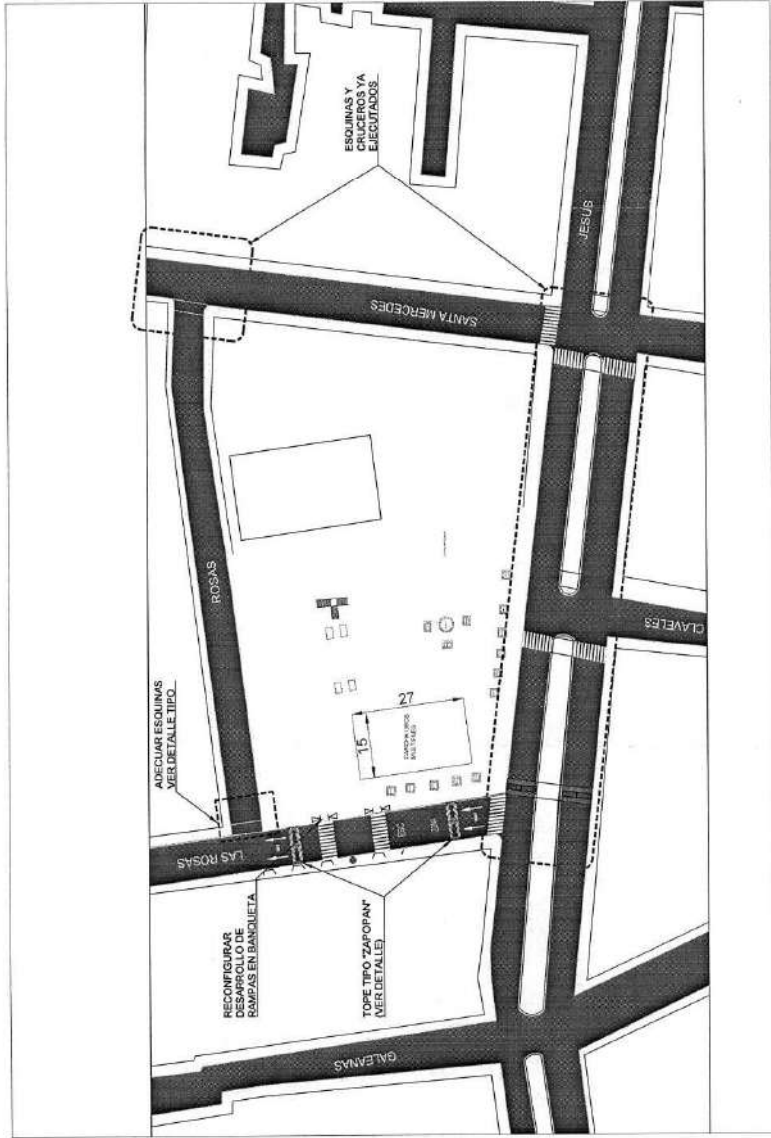 ESQUINAS Y
CRUCEROS YA
EJECUTADOS
JESÚS
SANTA MERCEDES
ROSAS
CLAVELES
ADECUAR ESQUINAS
VER DETALLE TIPO
27
15
LAS ROSAS
RECONFIGURAR
DESARROLLO DE
RAMPAS EN BANQUETA
TOPE TIPO "ZAPOPAN"
(VER DETALLE)
GALEANAS